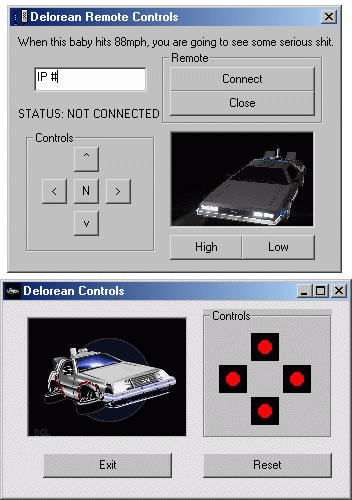 Delorean Remote Controls
When this baby hits 88mph, you are going to see some serious shit.
IP #
Remote
Connect
Close
STATUS: NOT CONNECTED
Controls
^
< N >
v
High Low
Delorean Controls
Controls
Exit Reset